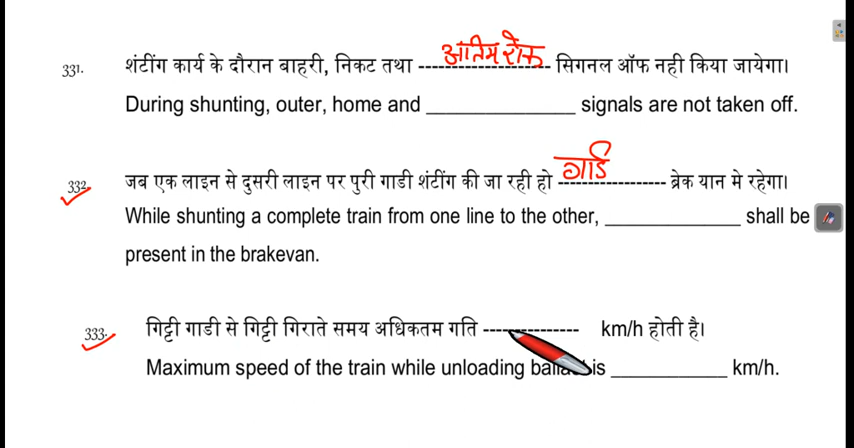 331. शंटींग कार्य के दौरान बाहरी, निकट तथा ---अंतिम रोक--- सिगनल ऑफ नही किया जायेगा।
During shunting, outer, home and ______________ signals are not taken off.
332. जब एक लाइन से दुसरी लाइन पर पुरी गाडी शंटींग की जा रही हो ---गार्ड--- ब्रेक यान मे रहेगा।
While shunting a complete train from one line to the other, _____________ shall be
present in the brakevan.
333. गिट्टी गाडी से गिट्टी गिराते समय अधिकतम गति --------------- km/h होती है।
Maximum speed of the train while unloading is ___________ km/h.